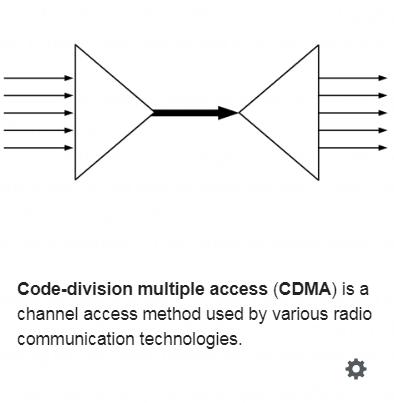 Code-division multiple access (CDMA) is a
channel access method used by various radio
communication technologies.